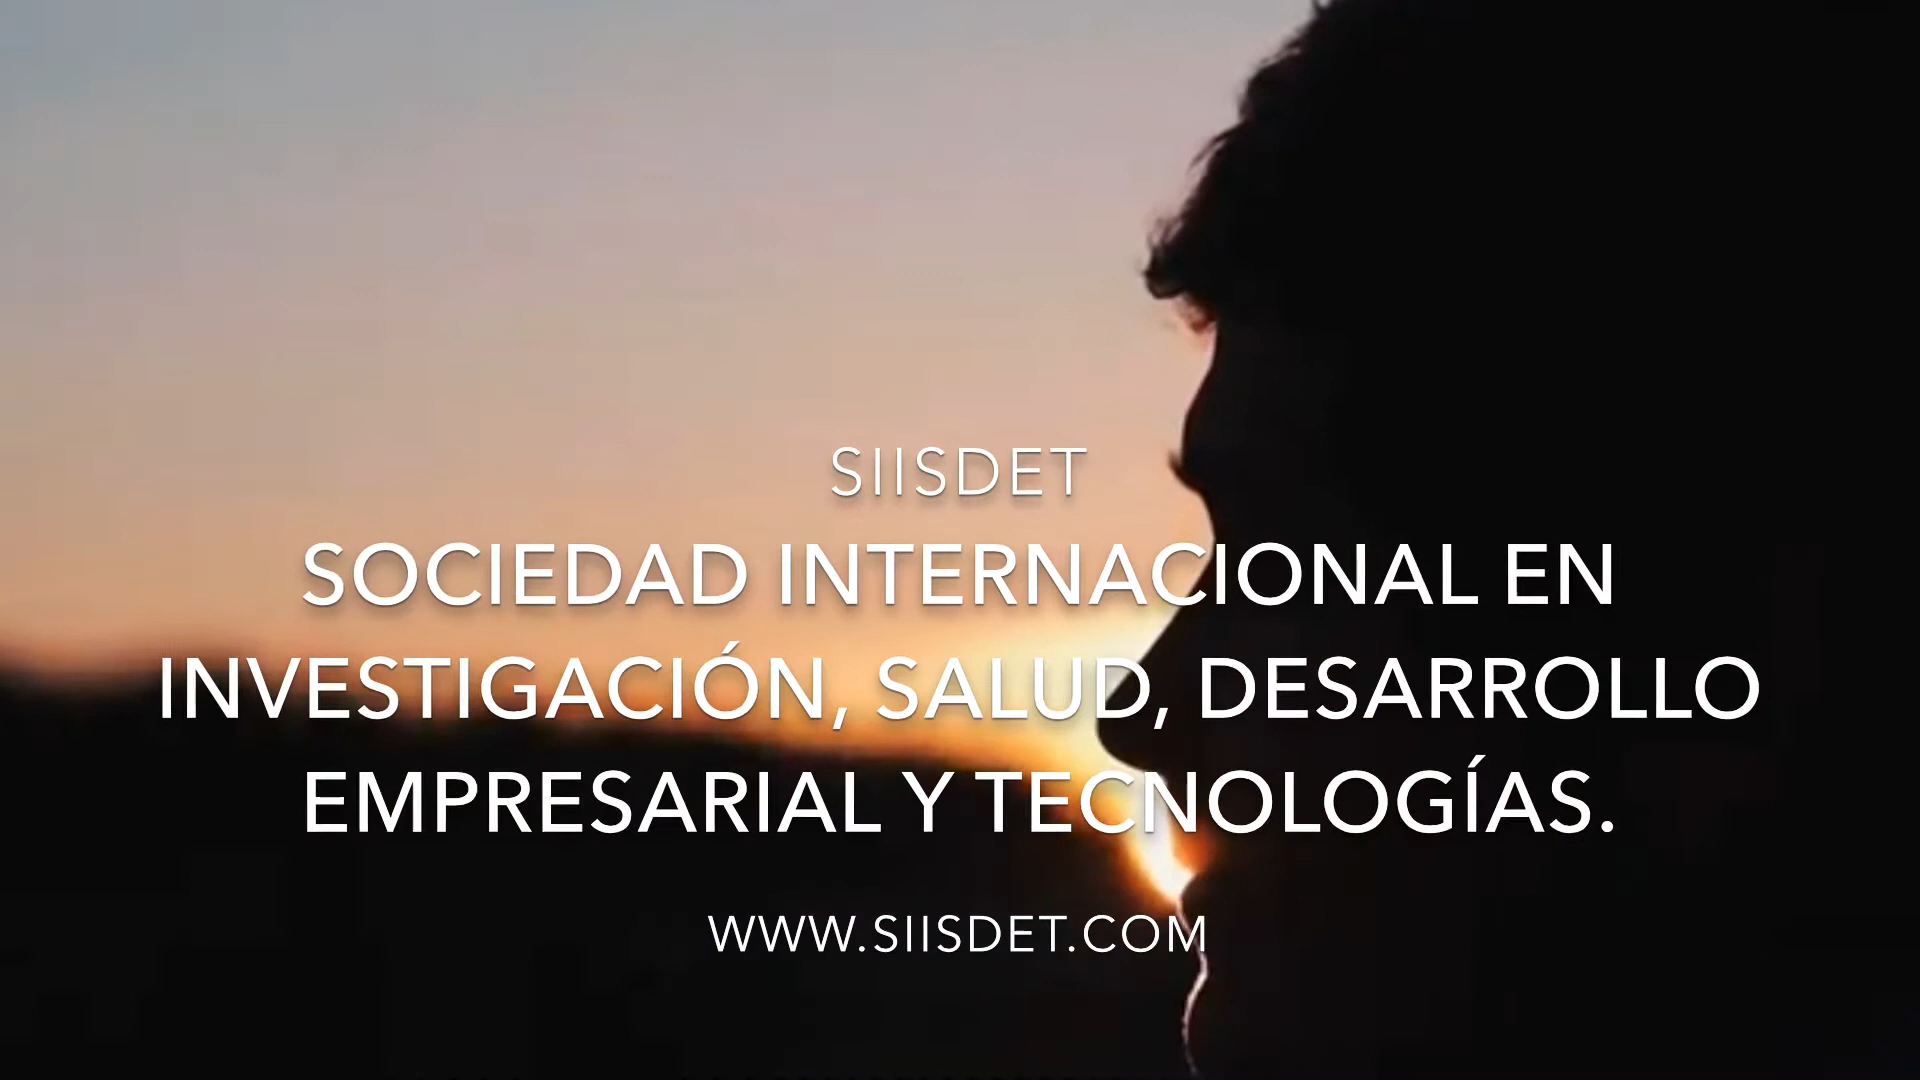 SIISDET
SOCIEDAD INTERNACIONAL EN
INVESTIGACIÓN, SALUD, DESARROLLO
EMPRESARIAL Y TECNOLOGÍAS.
WWW.SIISDET.COM